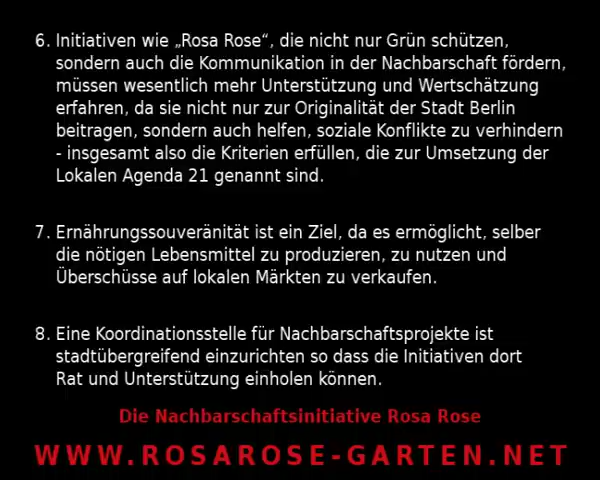 6. Initiativen wie „Rosa Rose“, die nicht nur Grün schützen,
sondern auch die Kommunikation in der Nachbarschaft fördern,
müssen wesentlich mehr Unterstützung und Wertschätzung
erfahren, da sie nicht nur zur Originalität der Stadt Berlin
beitragen, sondern auch helfen, soziale Konflikte zu verhindern
- insgesamt also die Kriterien erfüllen, die zur Umsetzung der
Lokalen Agenda 21 genannt sind.
7. Ernährungssouveränität ist ein Ziel, da es ermöglicht, selber
die nötigen Lebensmittel zu produzieren, zu nutzen und
Überschüsse auf lokalen Märkten zu verkaufen.
8. Eine Koordinationsstelle für Nachbarschaftsprojekte ist
stadtübergreifend einzurichten so dass die Initiativen dort
Rat und Unterstützung einholen können.
Die Nachbarschaftsinitiative Rosa Rose
WWW.ROSAROSE-GARTEN.NET